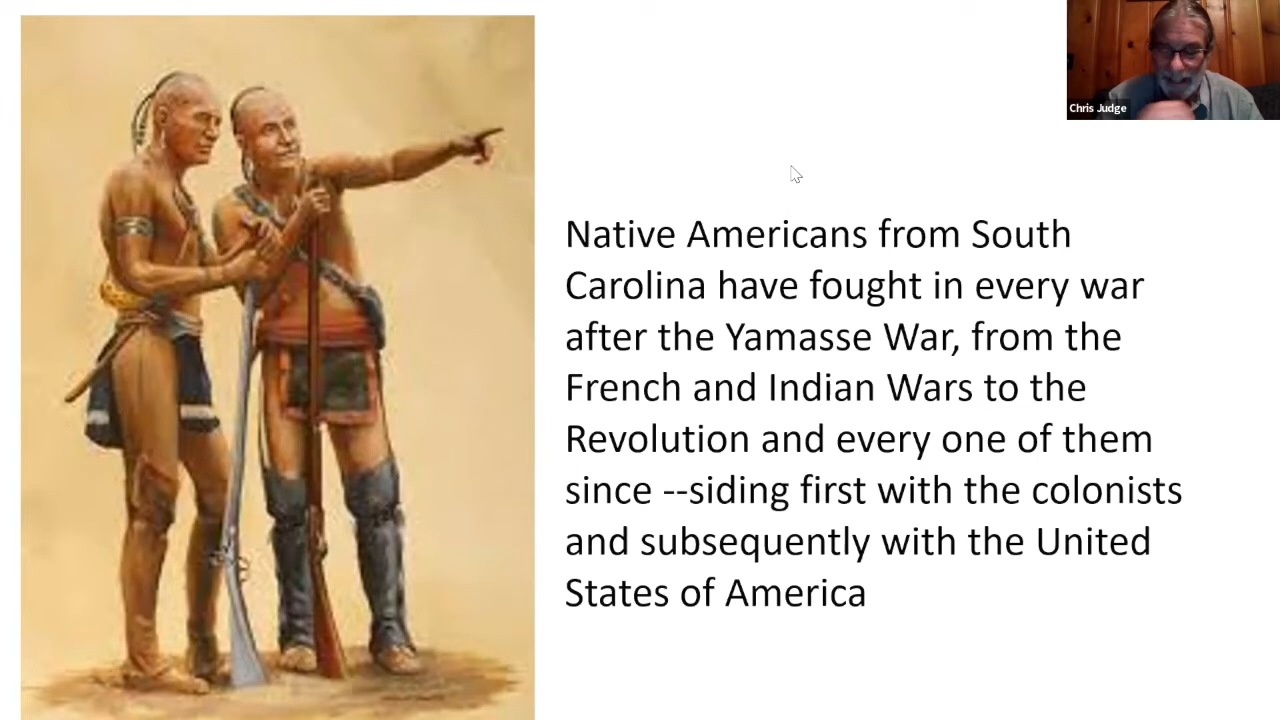 Chris Judge
Native Americans from South
Carolina have fought in every war
after the Yamasse War, from the
French and Indian Wars to the
Revolution and every one of them
since --siding first with the colonists
and subsequently with the United
States of America